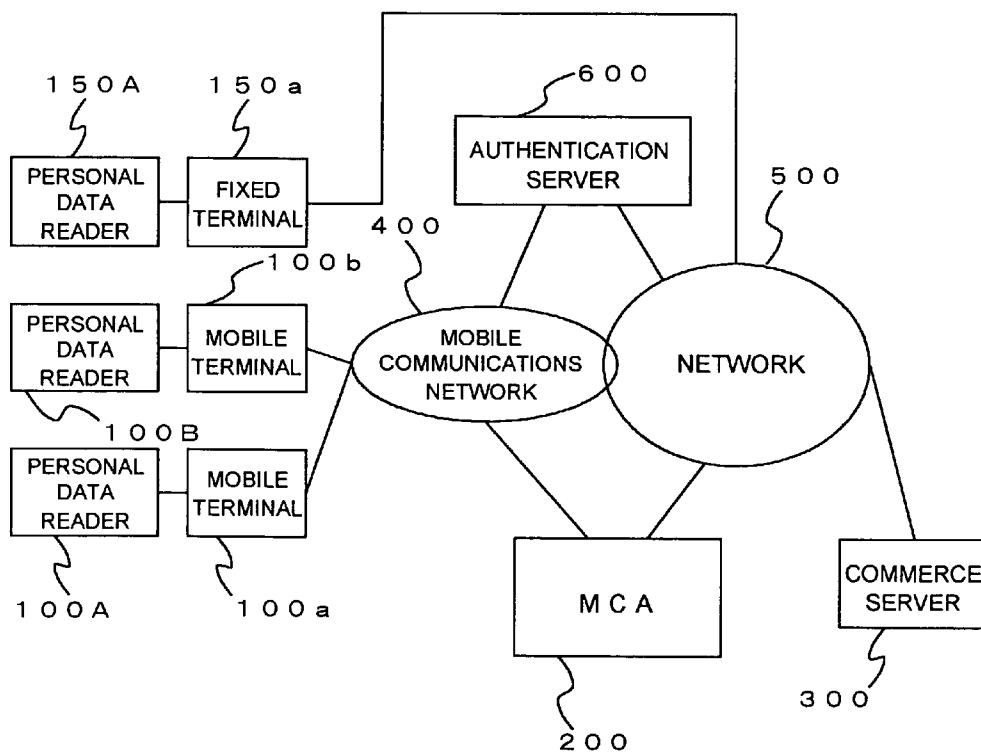 150A
150a
600
PERSONAL
DATA
READER
FIXED
TERMINAL
AUTHENTICATION
SERVER
500
400
100b
PERSONAL
DATA
READER
MOBILE
TERMINAL
MOBILE
COMMUNICATIONS
NETWORK
NETWORK
100B
PERSONAL
DATA
READER
MOBILE
TERMINAL
100A
100a
MCA
COMMERCE
SERVER
200
300